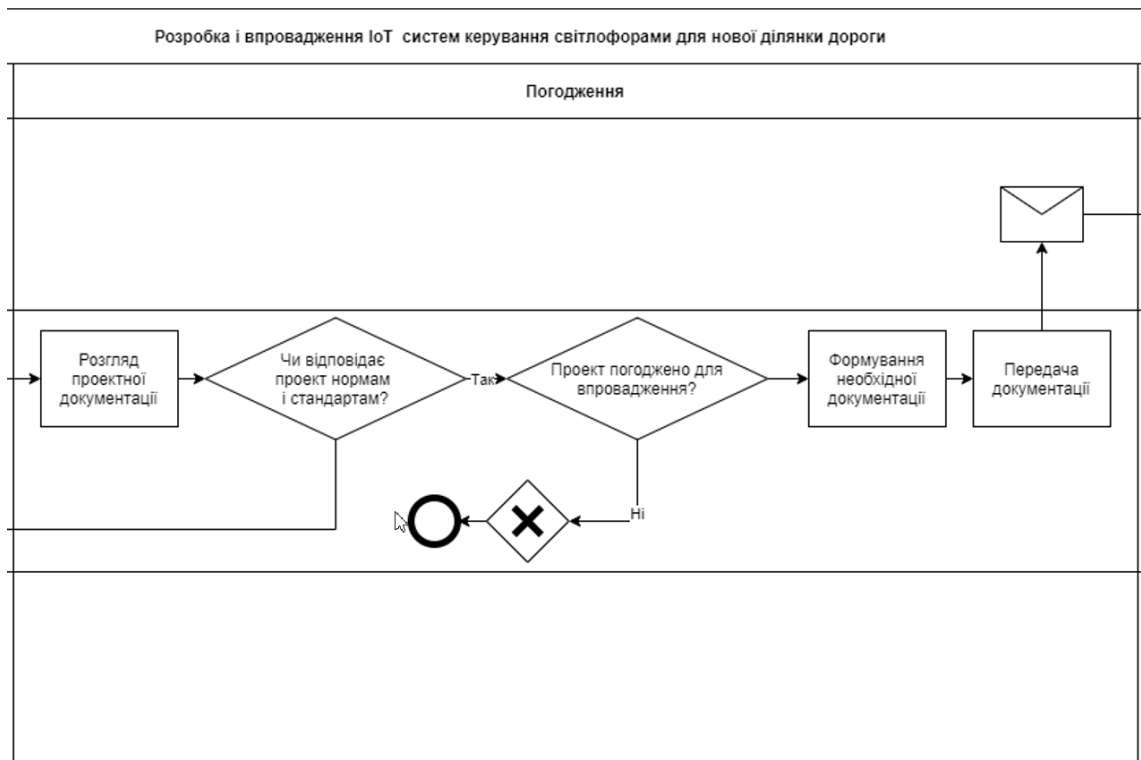 Розробка і впровадження IoT систем керування світлофорами для нової ділянки дороги
Погодження
Розгляд
проектної
документації
Чи відповідає
проект нормам
і стандартам?
Так
Проект погоджено для
впровадження?
Формування
необхідної
документації
Передача
документації
Ні